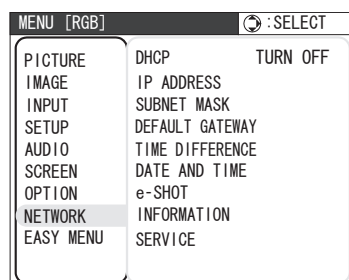 MENU [RGB] :SELECT
PICTURE
IMAGE
INPUT
SETUP
AUDIO
SCREEN
OPTION
NETWORK
EASY MENU
DHCP TURN OFF
IP ADDRESS
SUBNET MASK
DEFAULT GATEWAY
TIME DIFFERENCE
DATE AND TIME
e-SHOT
INFORMATION
SERVICE